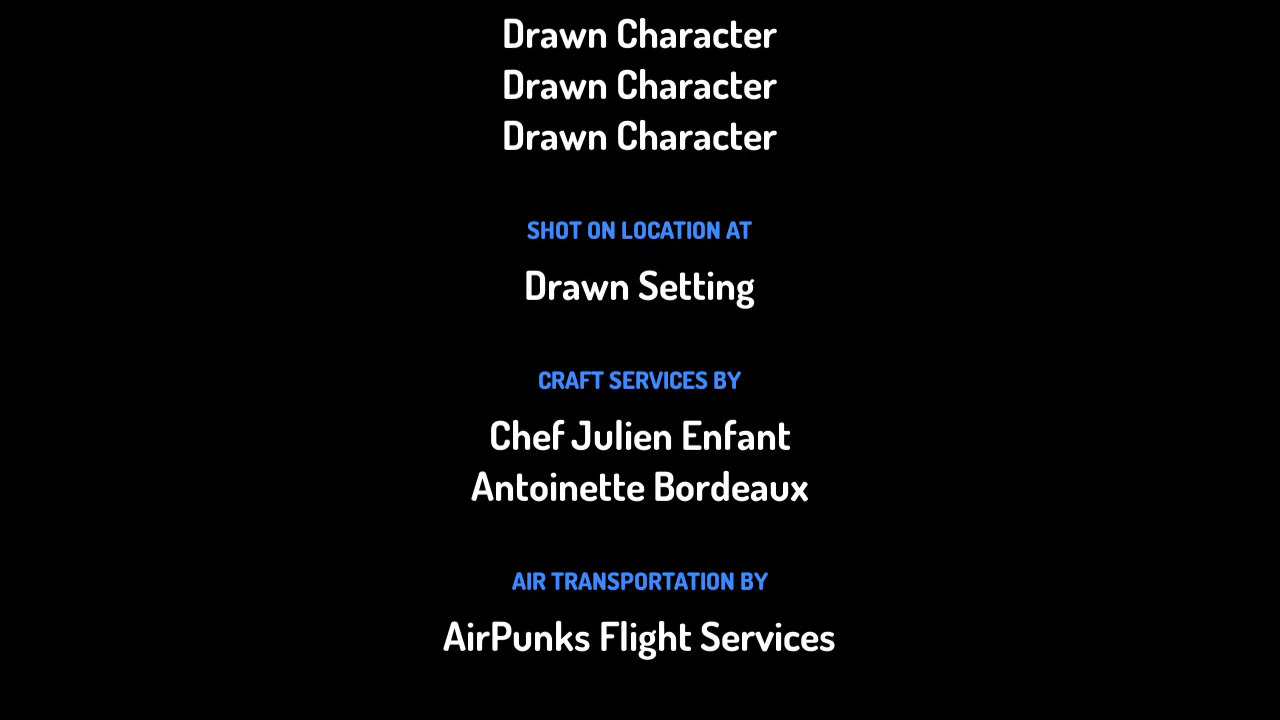 Drawn Character
Drawn Character
Drawn Character
SHOT ON LOCATION AT
Drawn Setting
CRAFT SERVICES BY
Chef Julien Enfant
Antoinette Bordeaux
AIR TRANSPORTATION BY
AirPunks Flight Services